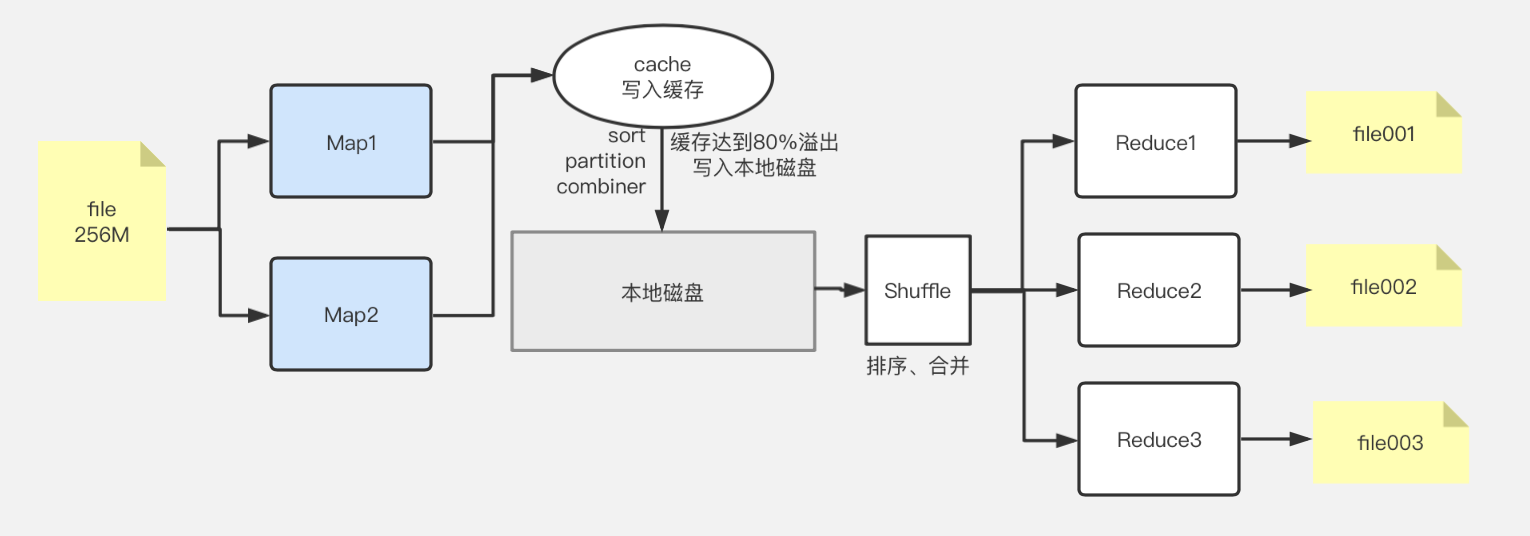 file
256M
Map1
Map2
cache
写入缓存
sort
partition
combiner
缓存达到80%溢出
写入本地磁盘
本地磁盘
Shuffle
排序、合并
Reduce1
Reduce2
Reduce3
file001
file002
file003